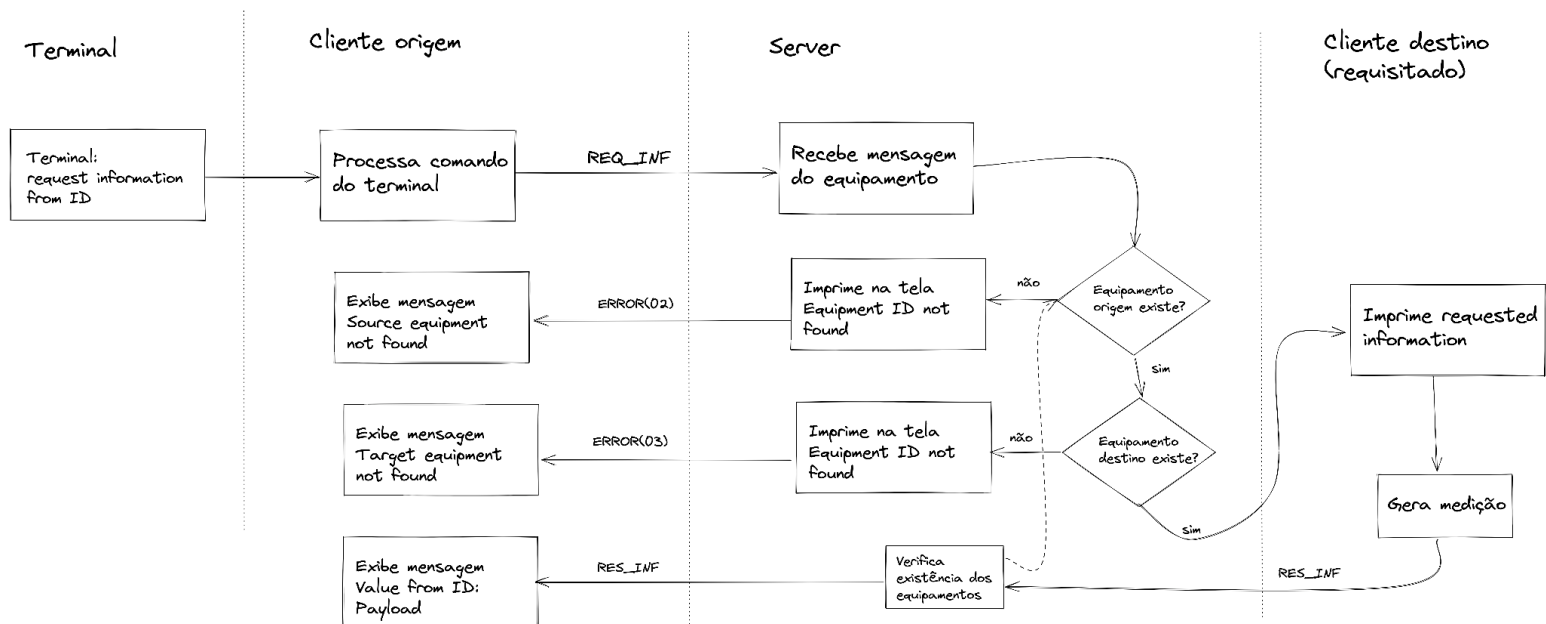 Terminal
Cliente origem
Server
Cliente destino
(requisitado)
Terminal:
request information
from ID
Processa comando
do terminal
REQ_INF
Recebe mensagem
do equipamento
Equipamento
origem existe?
não
Imprime na tela
Equipment ID not
found
ERROR(02)
Exibe mensagem
Source equipment
not found
Sim
Equipamento
destino existe?
não
Imprime na tela
Equipment ID not
found
ERROR(03)
Exibe mensagem
Target equipment
not found
Sim
Imprime requested
information
Gera medição
RES_INF
Verifica
existência dos
equipamentos
RES_INF
Exibe mensagem
Value from ID:
Payload